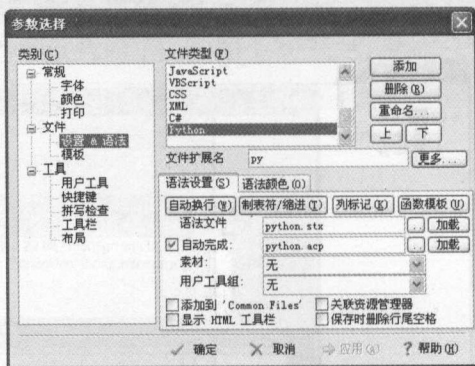 参数选择
类别(C)
常规
字体
颜色
打印
文件
设置 & 语法
模板
工具
用户工具
快捷键
拼写检查
工具栏
布局
文件类型(F)
JavaScript
VBScript
CSS
XML
C#
Python
添加
删除(R)
重命名...
上 下
文件扩展名 py 更多...
语法设置(S) 语法颜色(O)
自动换行(W) 制表符/缩进(T) 列标记(K) 函数模板(U)
语法文件 python.stx .. 加载
自动完成: python.acp .. 加载
素材: 无
用户工具组: 无
添加到 'Common Files' 关联资源管理器
显示 HTML 工具栏 保存时删除行尾空格
确定 取消 应用(A) 帮助(H)